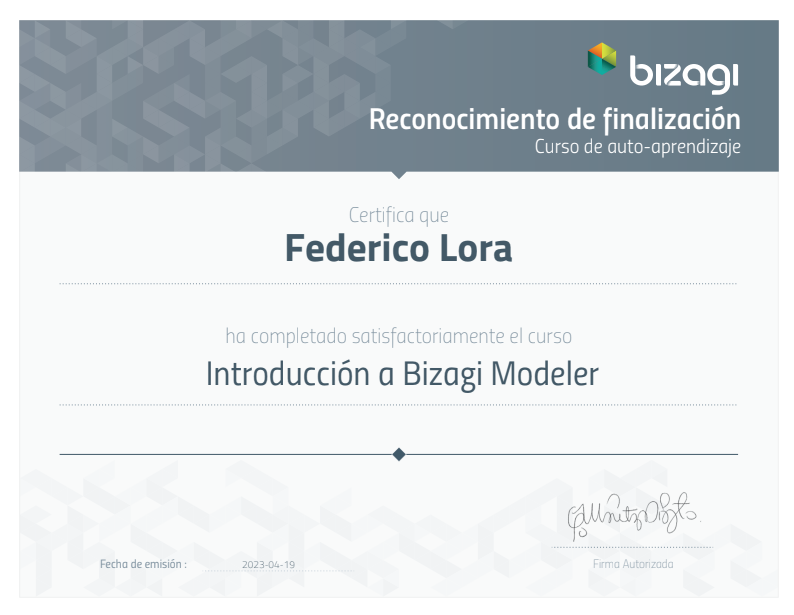 bizagi
Reconocimiento de finalización
Curso de auto-aprendizaje
Certifica que
Federico Lora
ha completado satisfactoriamente el curso
Introducción a Bizagi Modeler
Fecha de emisión : 2023-04-19
Firma Autorizada